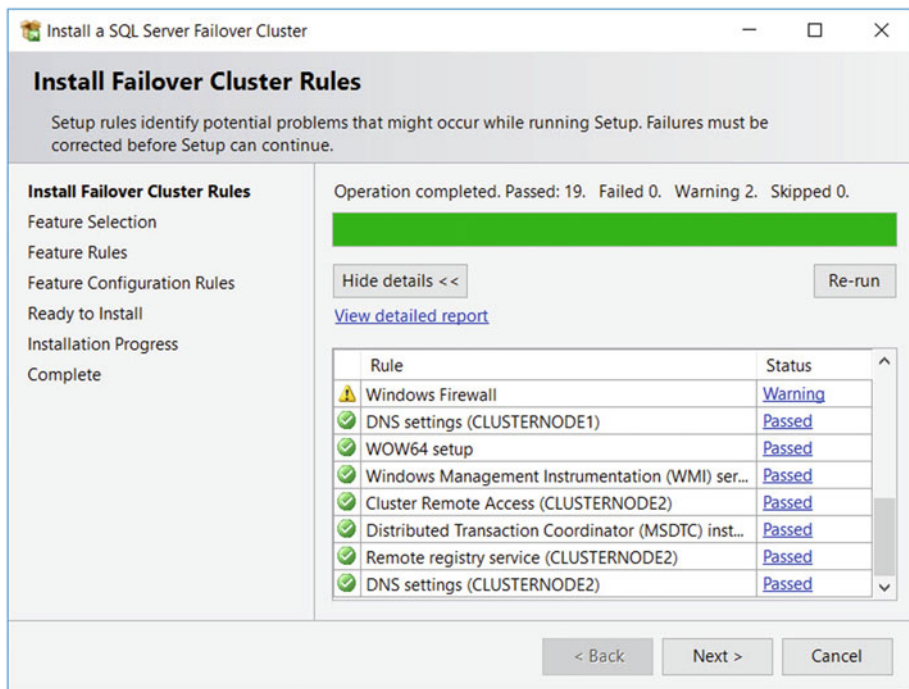 Install a SQL Server Failover Cluster
Install Failover Cluster Rules
Setup rules identify potential problems that might occur while running Setup. Failures must be
corrected before Setup can continue.
Install Failover Cluster Rules
Feature Selection
Feature Rules
Feature Configuration Rules
Ready to Install
Installation Progress
Complete
Operation completed. Passed: 19. Failed 0. Warning 2. Skipped 0.
Hide details <<
Re-run
View detailed report
Rule Status
Windows Firewall Warning
DNS settings (CLUSTERNODE1) Passed
WOW64 setup Passed
Windows Management Instrumentation (WMI) ser... Passed
Cluster Remote Access (CLUSTERNODE2) Passed
Distributed Transaction Coordinator (MSDTC) inst... Passed
Remote registry service (CLUSTERNODE2) Passed
DNS settings (CLUSTERNODE2) Passed
< Back Next > Cancel